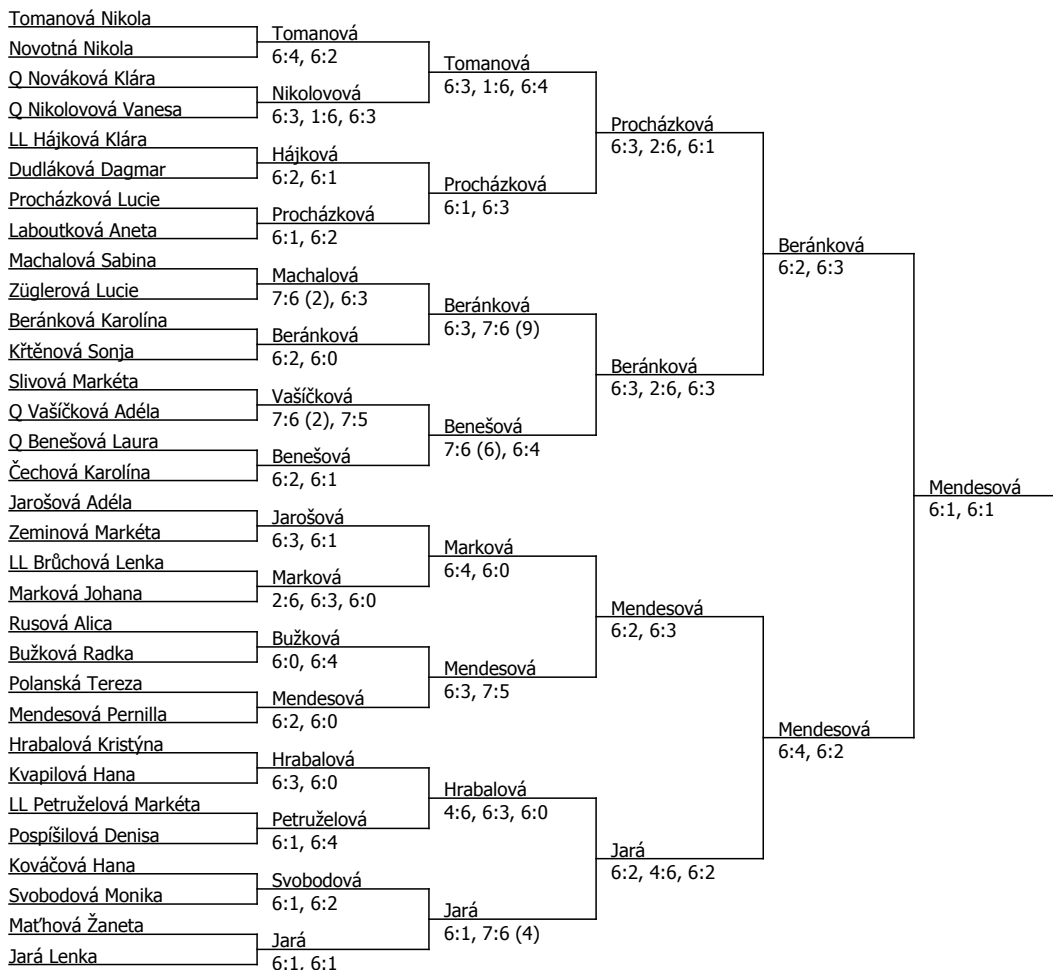 Tomanová Nikola
Novotná Nikola
Q Nováková Klára
Q Nikolovová Vanesa
LL Hájková Klára
Dudláková Dagmar
Procházková Lucie
Laboutková Aneta
Machalová Sabina
Züglerová Lucie
Beránková Karolína
Křtěnová Sonja
Slivová Markéta
Q Vašíčková Adéla
Q Benešová Laura
Čechová Karolína
Jarošová Adéla
Zeminová Markéta
LL Brůchová Lenka
Marková Johana
Rusová Alica
Bužková Radka
Polanská Tereza
Mendesová Pernilla
Hrabalová Kristýna
Kvapilová Hana
LL Petruželová Markéta
Pospíšilová Denisa
Kováčová Hana
Svobodová Monika
Maťhová Žaneta
Jará Lenka
Tomanová
6:4, 6:2
Nikolovová
6:3, 1:6, 6:3
Hájková
6:2, 6:1
Procházková
6:1, 6:2
Machalová
7:6 (2), 6:3
Beránková
6:2, 6:0
Vašíčková
7:6 (2), 7:5
Benešová
6:2, 6:1
Jarošová
6:3, 6:1
Marková
2:6, 6:3, 6:0
Bužková
6:0, 6:4
Mendesová
6:2, 6:0
Hrabalová
6:3, 6:0
Petruželová
6:1, 6:4
Svobodová
6:1, 6:2
Jará
6:1, 6:1
Tomanová
6:3, 1:6, 6:4
Procházková
6:1, 6:3
Beránková
6:3, 7:6 (9)
Benešová
7:6 (6), 6:4
Marková
6:4, 6:0
Mendesová
6:3, 7:5
Hrabalová
4:6, 6:3, 6:0
Jará
6:1, 7:6 (4)
Procházková
6:3, 2:6, 6:1
Beránková
6:3, 2:6, 6:3
Mendesová
6:2, 6:3
Jará
6:2, 4:6, 6:2
Beránková
6:2, 6:3
Mendesová
6:4, 6:2
Mendesová
6:1, 6:1